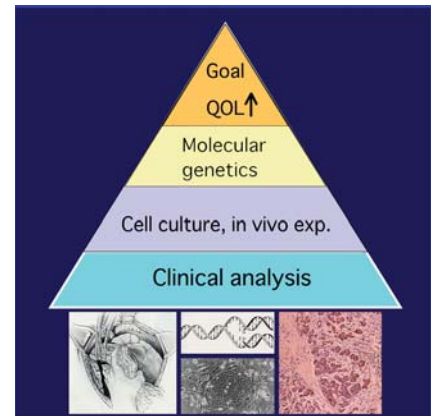 Goal
QOL↑
Molecular
genetics
Cell culture, in vivo exp.
Clinical analysis